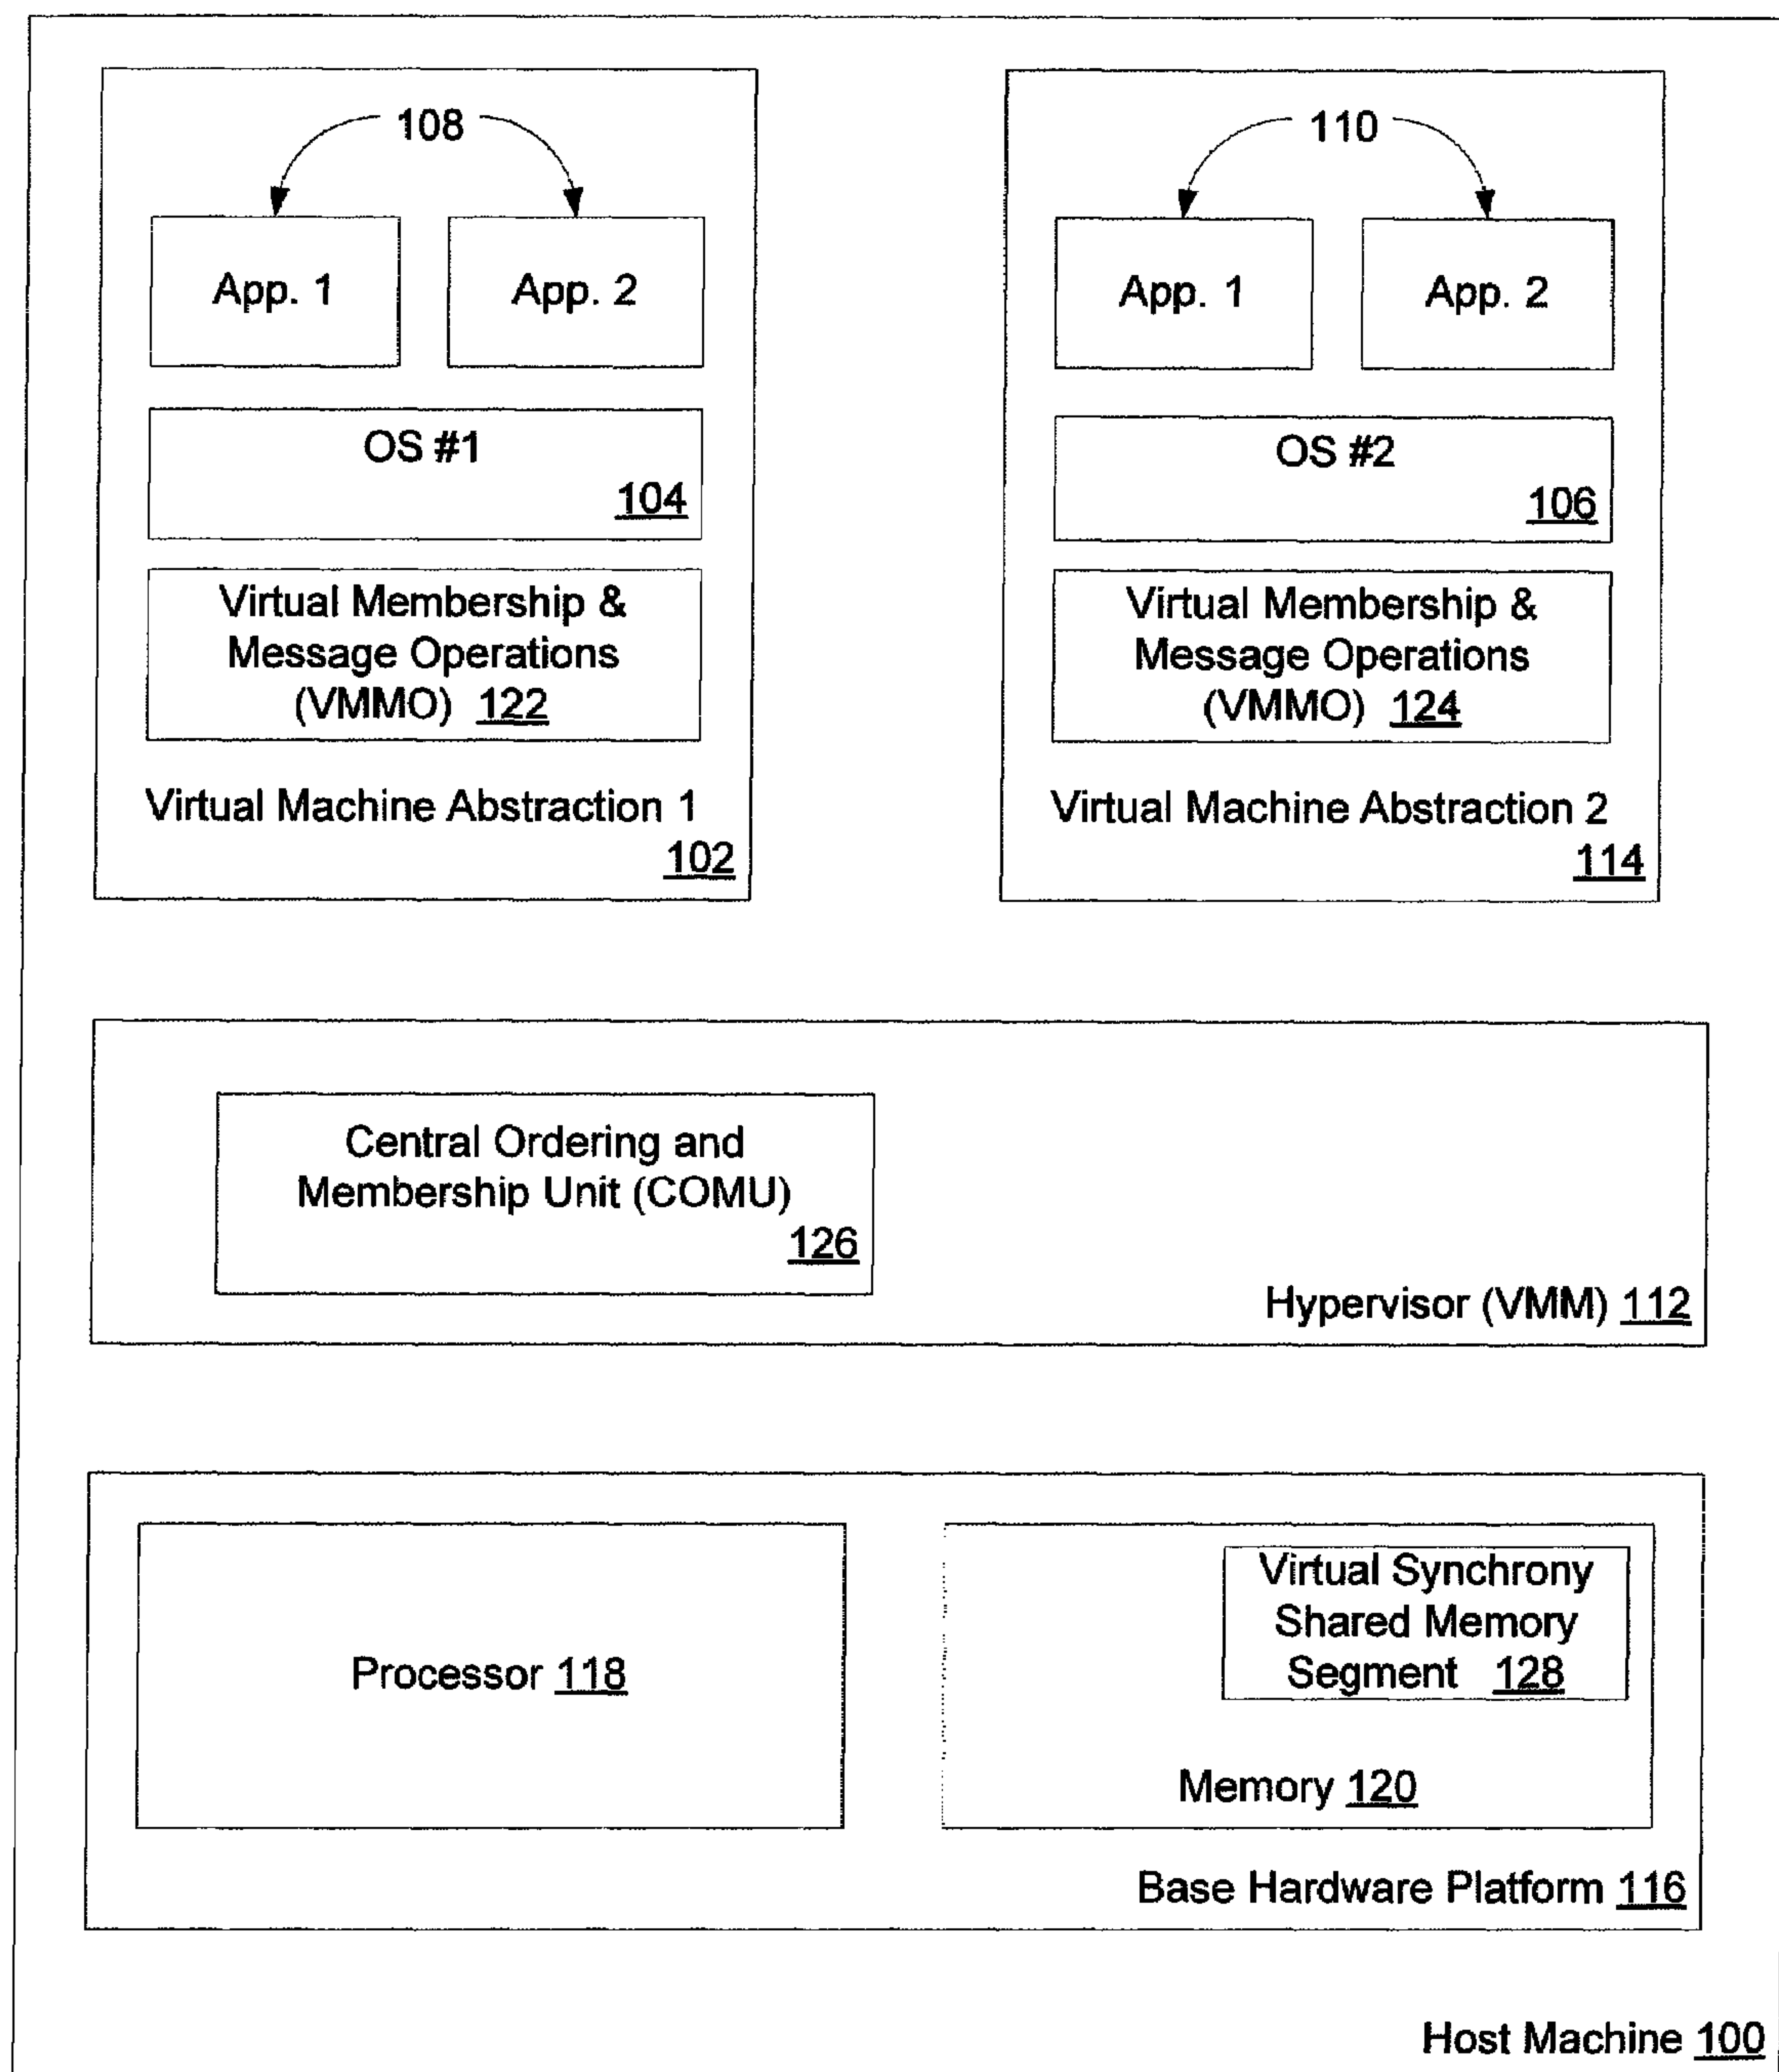 108
App. 1
App. 2
OS #1
104
Virtual Membership &
Message Operations
(VMMO) 122
Virtual Machine Abstraction 1
102
110
App. 1
App. 2
OS #2
106
Virtual Membership &
Message Operations
(VMMO) 124
Virtual Machine Abstraction 2
114
Central Ordering and
Membership Unit (COMU)
126
Hypervisor (VMM) 112
Processor 118
Virtual Synchrony
Shared Memory
Segment 128
Memory 120
Base Hardware Platform 116
Host Machine 100